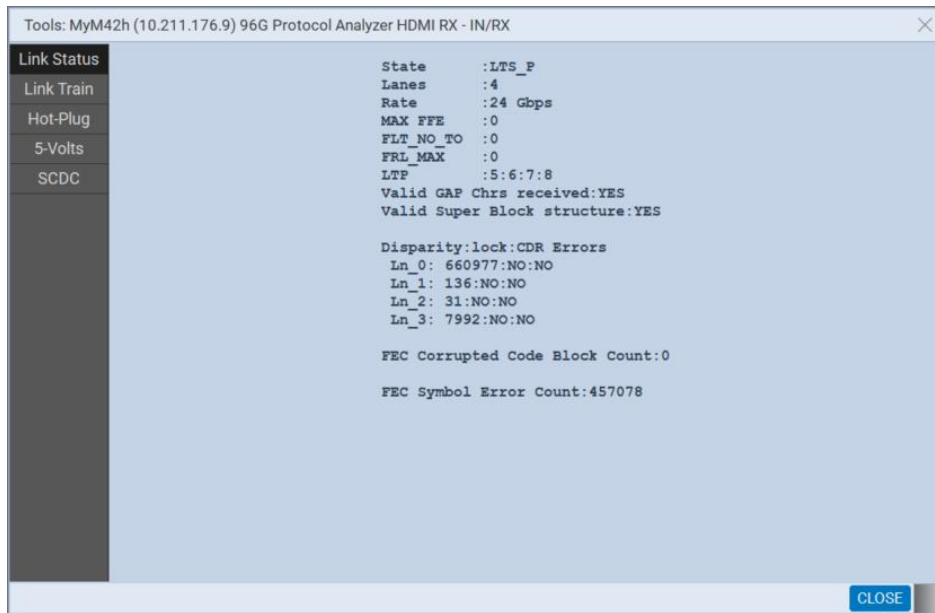 Tools: MyM42h (10.211.176.9) 96G Protocol Analyzer HDMI RX - IN/RX
Link Status
Link Train
Hot-Plug
5-Volts
SCDC
State :LTS_P
Lanes :4
Rate :24 Gbps
MAX FFE :0
FLT_NO_TO :0
FRL_MAX :0
LTP :5:6:7:8
Valid GAP Chrs received:YES
Valid Super Block structure:YES
Disparity:lock:CDR Errors
Ln_0: 660977:NO:NO
Ln_1: 136:NO:NO
Ln_2: 31:NO:NO
Ln_3: 7992:NO:NO
FEC Corrupted Code Block Count:0
FEC Symbol Error Count:457078
CLOSE